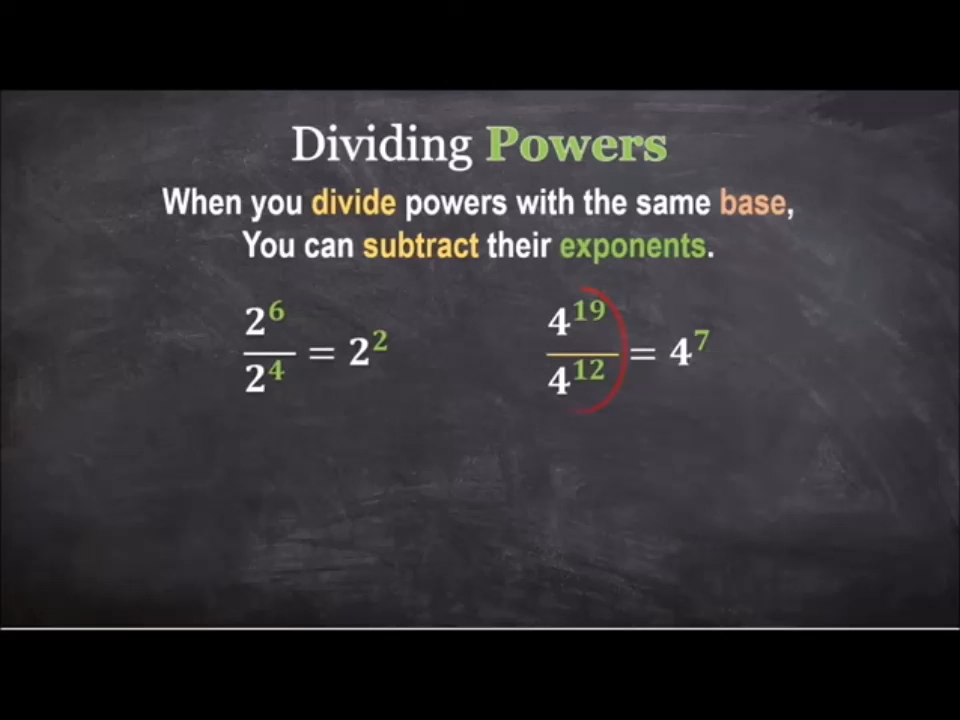 Dividing Powers
When you divide powers with the same base,
You can subtract their exponents.
2⁶/2⁴ = 2²
4¹⁹/4¹² = 4⁷